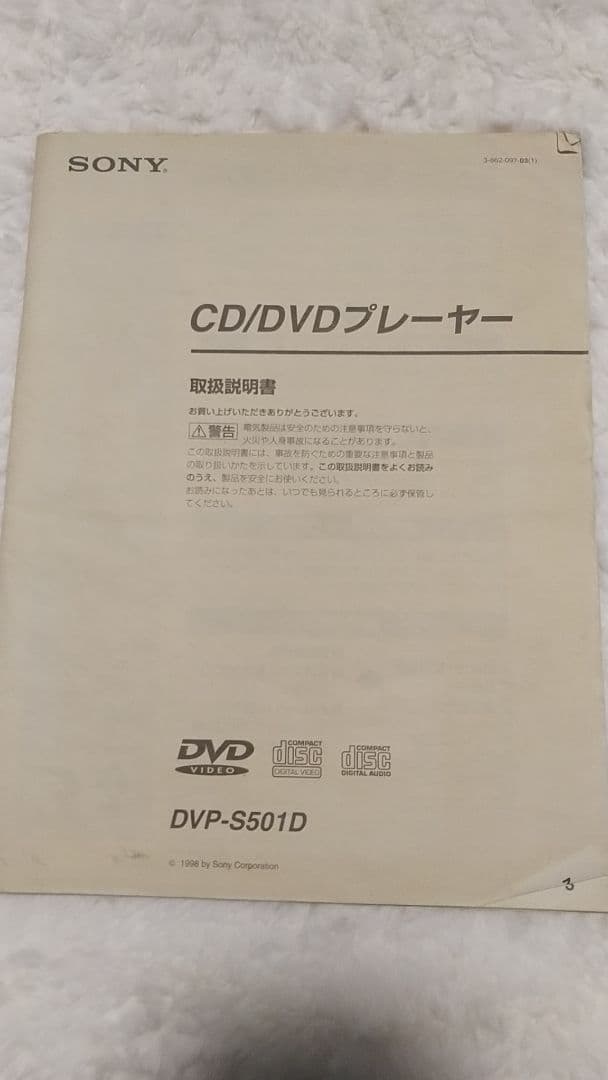 SONY®
3-862-097-03(1)
CD/DVDプレーヤー
取扱説明書
お買い上げいただきありがとうございます。
警告 電気製品は安全のための注意事項を守らないと、
火災や人身事故になることがあります。
この取扱説明書には、事故を防ぐための重要な注意事項と製品
の取り扱いかたを示しています。この取扱説明書をよくお読み
のうえ、製品を安全にお使いください。
お読みになったあとは、いつでも見られるところに必ず保管し
てください。
DVD
VIDEO
COMPACT
disc
DIGITAL VIDEO
COMPACT
disc
DIGITAL AUDIO
DVP-S501D
© 1998 by Sony Corporation
3